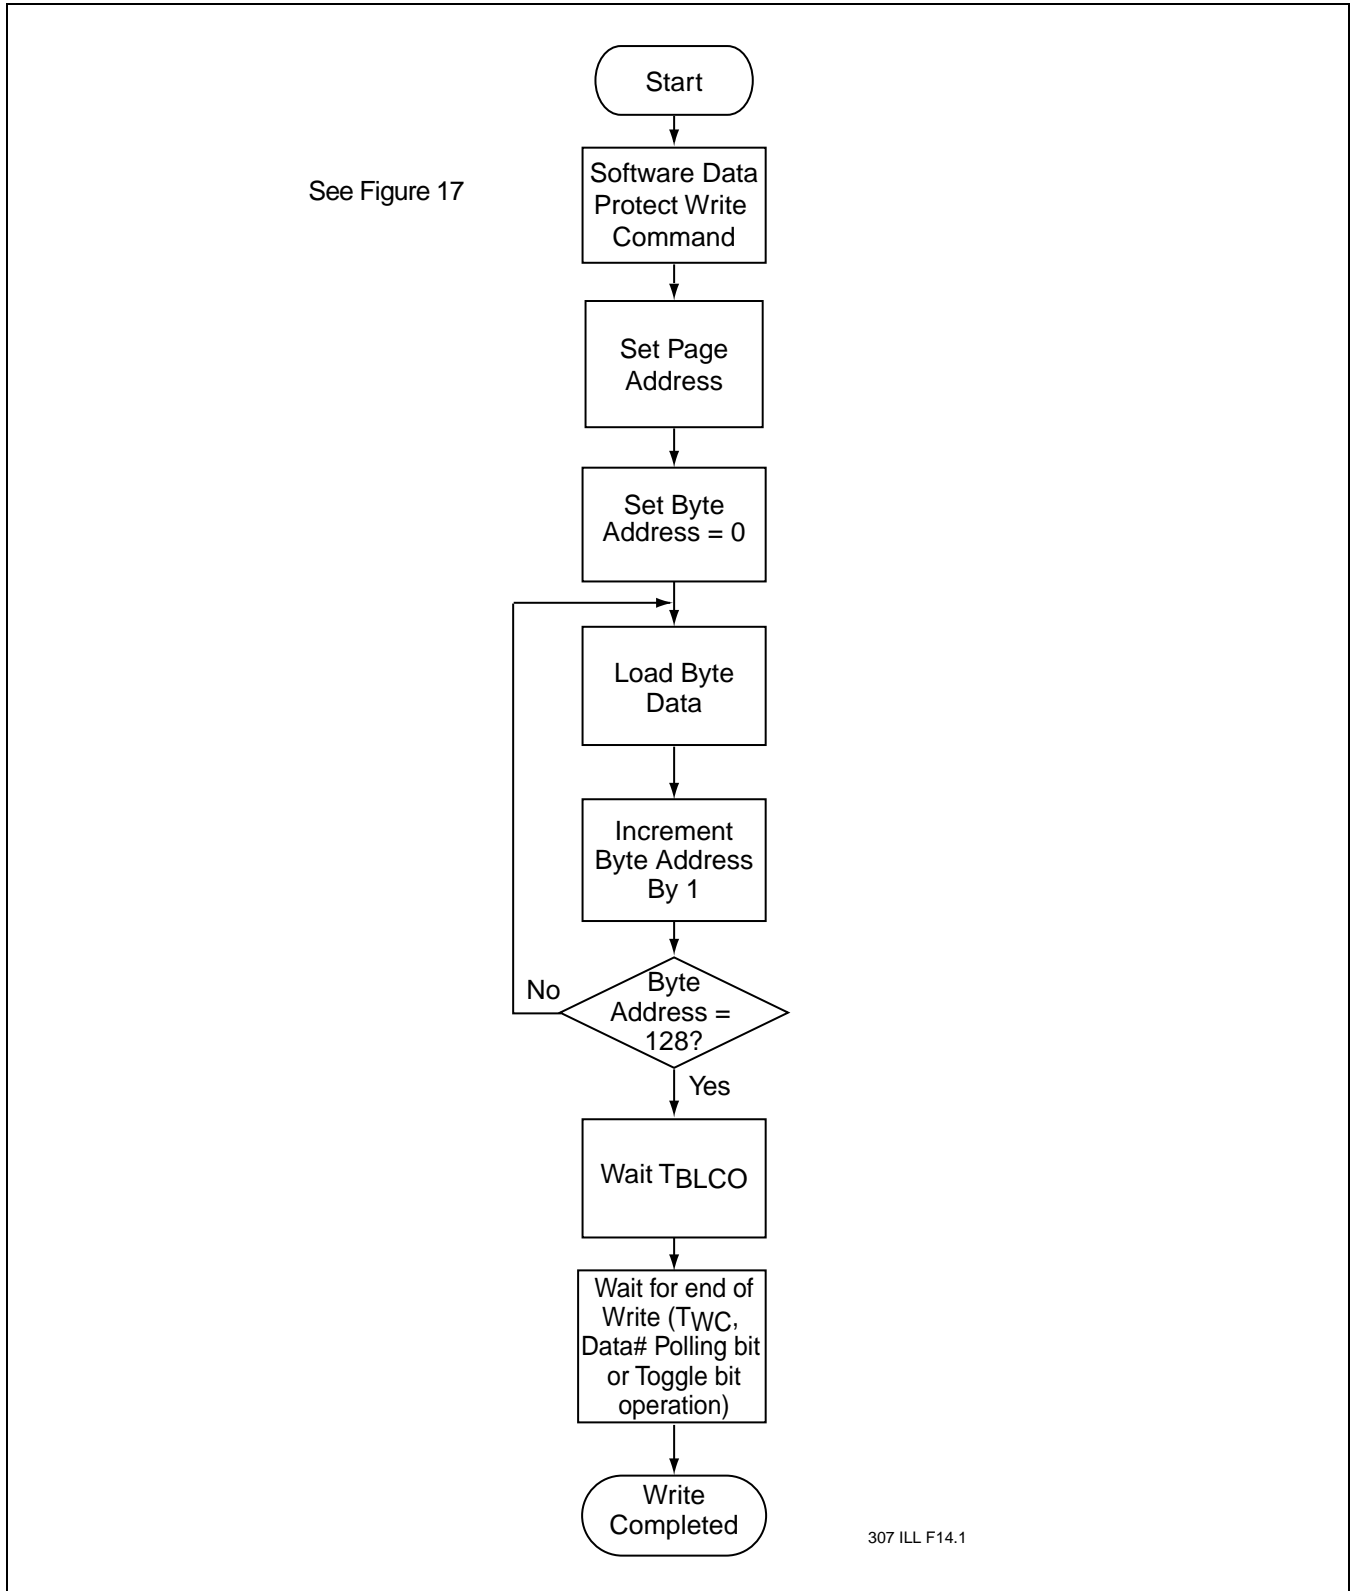 Start
See Figure 17
Software Data
Protect Write
Command
Set Page
Address
Set Byte
Address = 0
Load Byte
Data
Increment
Byte Address
By 1
No
Byte
Address =
128?
Yes
Wait TBLCO
Wait for end of
Write (TWC,
Data# Polling bit
or Toggle bit
operation)
Write
Completed
307 ILL F14.1